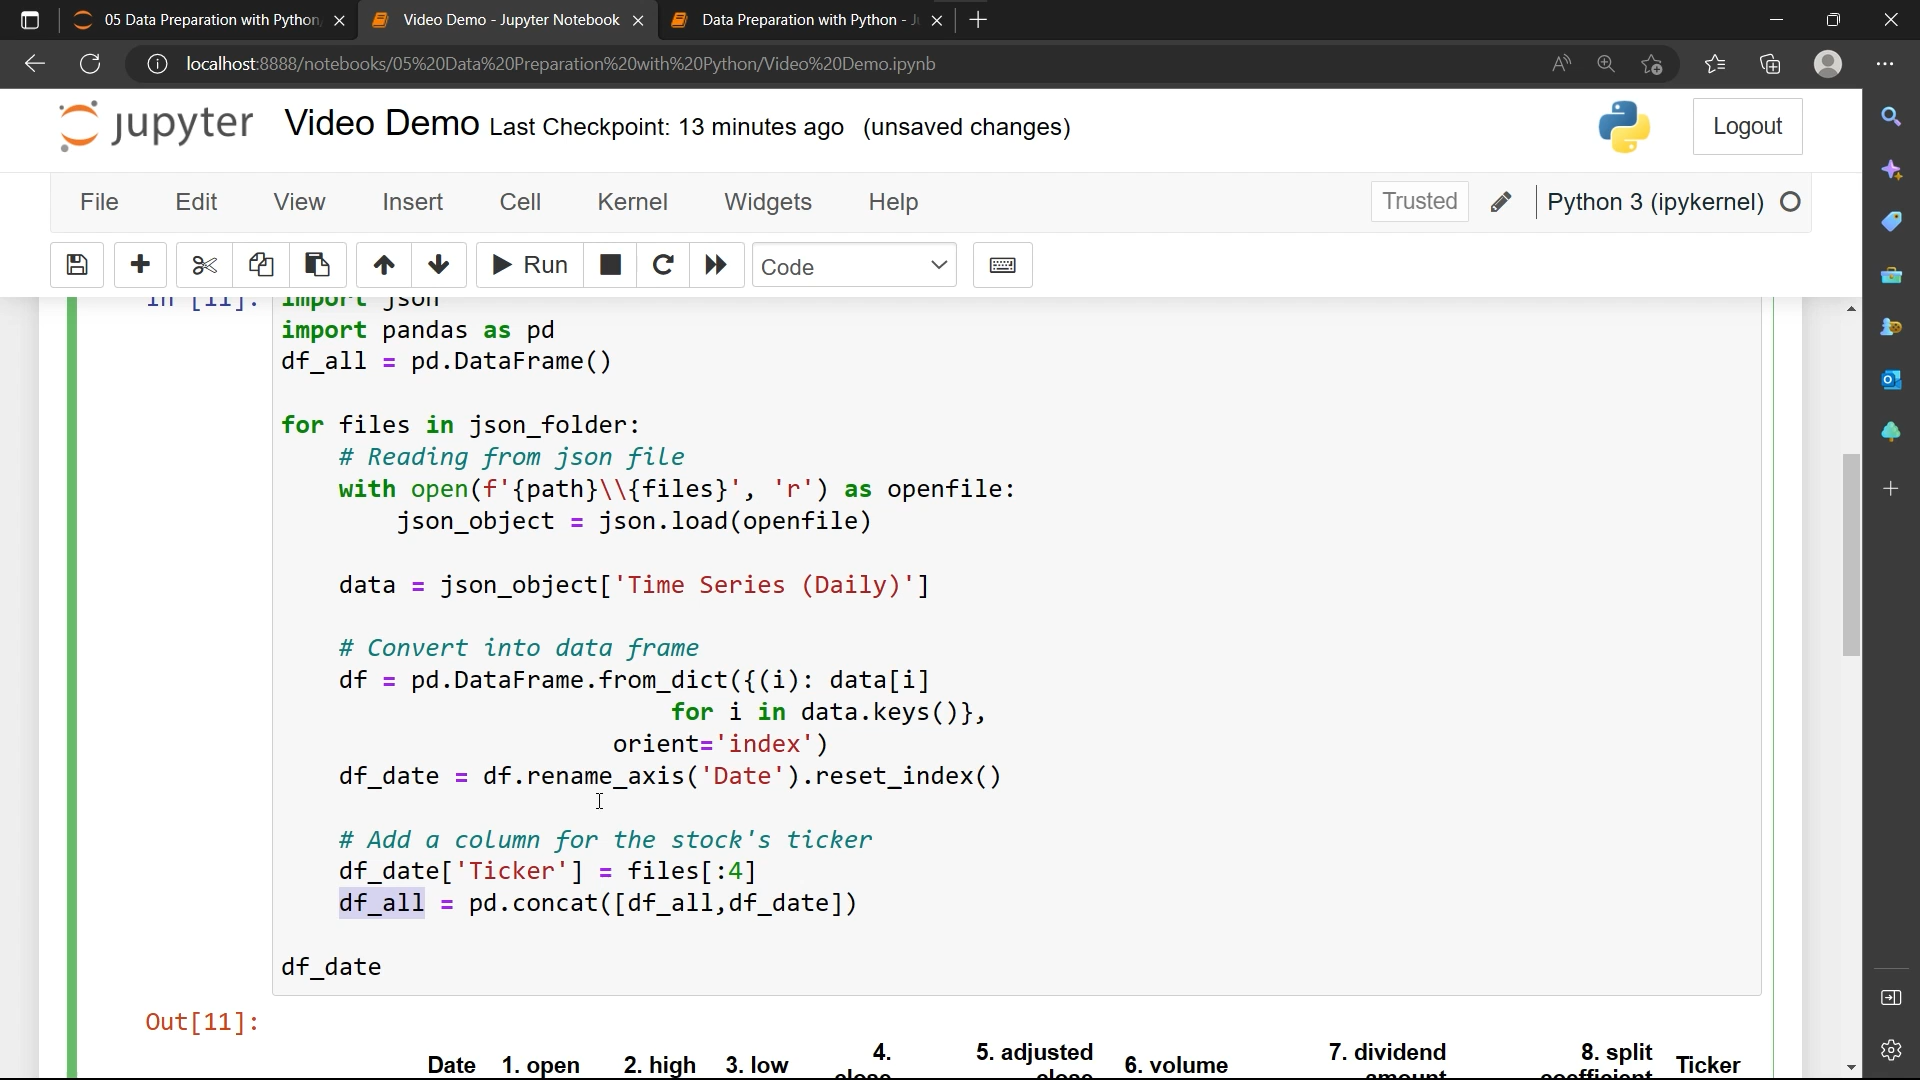 05 Data Preparation with Python
Video Demo - Jupyter Notebook
Data Preparation with Python - J
localhost:8888/notebooks/05%20Data%20Preparation%20with%20Python/Video%20Demo.ipynb
jupyter Video Demo Last Checkpoint: 13 minutes ago (unsaved changes)
Logout
File Edit View Insert Cell Kernel Widgets Help
Trusted Python 3 (ipykernel)
Run Code
In [11]: import json
import pandas as pd
df_all = pd.DataFrame()
for files in json_folder:
# Reading from json file
with open(f'{path}\\{files}', 'r') as openfile:
json_object = json.load(openfile)
data = json_object['Time Series (Daily)']
# Convert into data frame
df = pd.DataFrame.from_dict({(i): data[i]
for i in data.keys()},
orient='index')
df_date = df.rename_axis('Date').reset_index()
# Add a column for the stock's ticker
df_date['Ticker'] = files[:4]
df_all = pd.concat([df_all,df_date])
df_date
Out[11]:
4. 5. adjusted 7. dividend 8. split
Date 1. open 2. high 3. low close close 6. volume amount coefficient Ticker